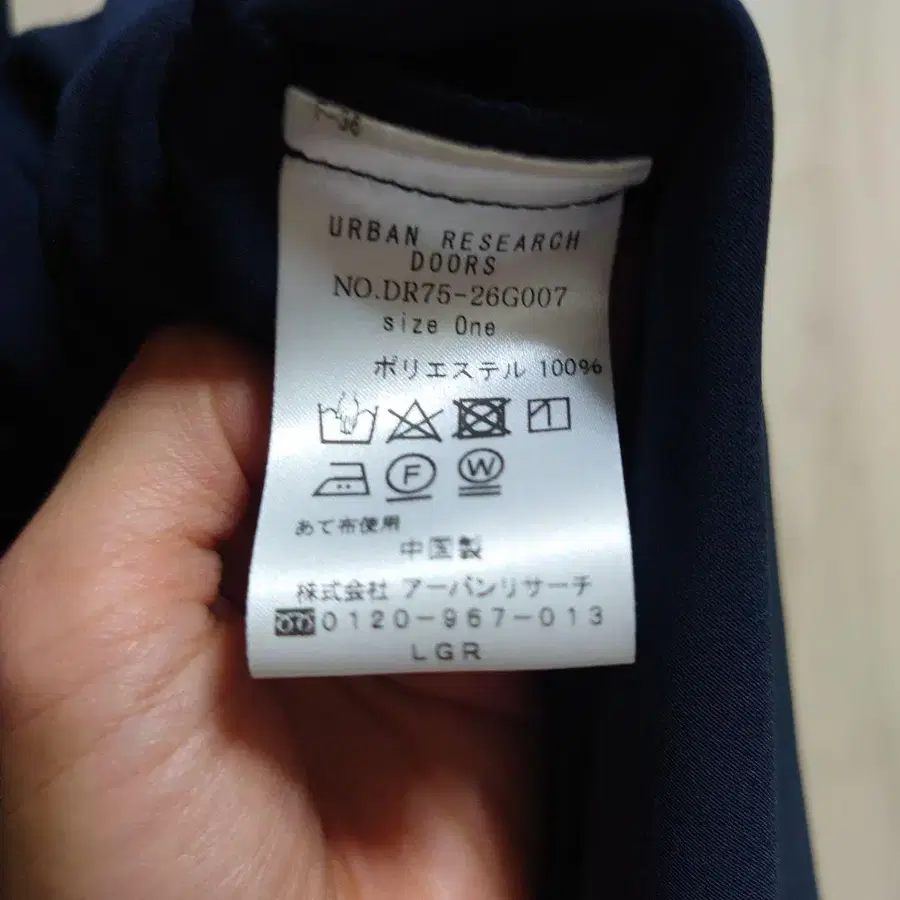 F-38
URBAN RESEARCH
DOORS
NO.DR75-26G007
size One
ポリエステル 100%
F W
あて布使用
中国製
株式会社 アーバンリサーチ
0120-967-013
LGR